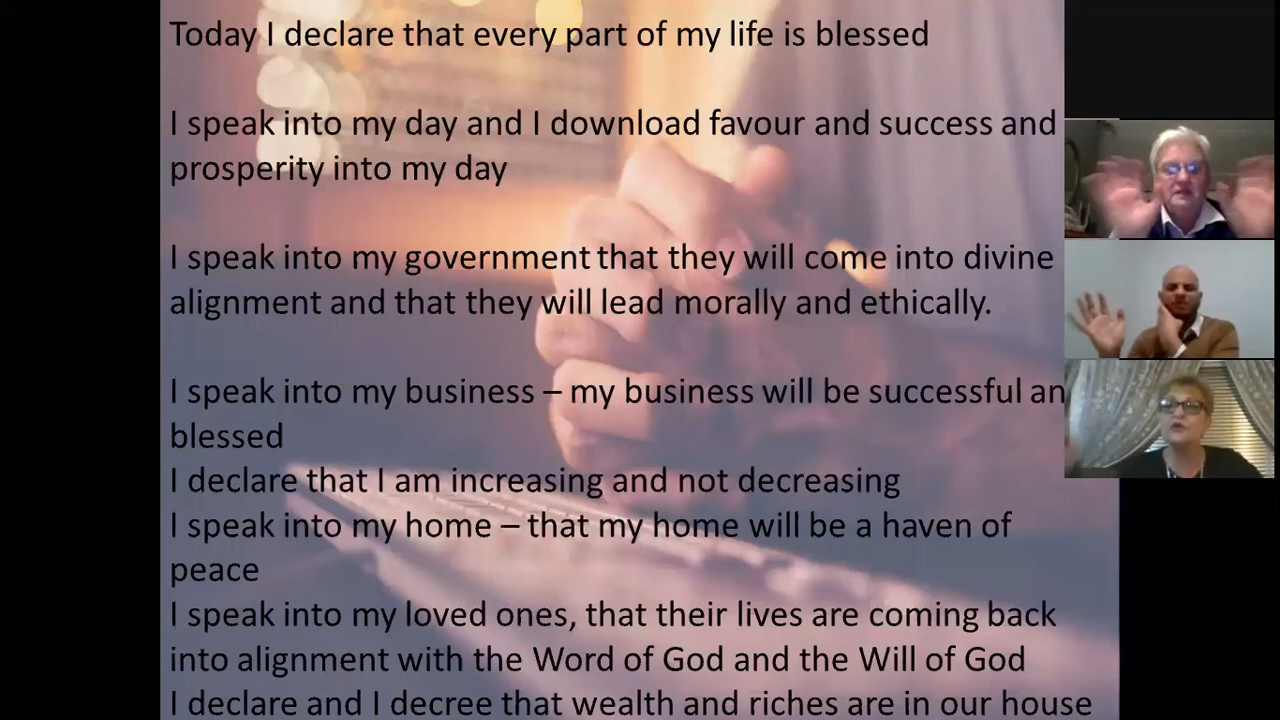 Today I declare that every part of my life is blessed
I speak into my day and I download favour and success and
prosperity into my day
I speak into my government that they will come into divine
alignment and that they will lead morally and ethically.
I speak into my business – my business will be successful an
blessed
I declare that I am increasing and not decreasing
I speak into my home – that my home will be a haven of
peace
I speak into my loved ones, that their lives are coming back
into alignment with the Word of God and the Will of God
I declare and I decree that wealth and riches are in our house